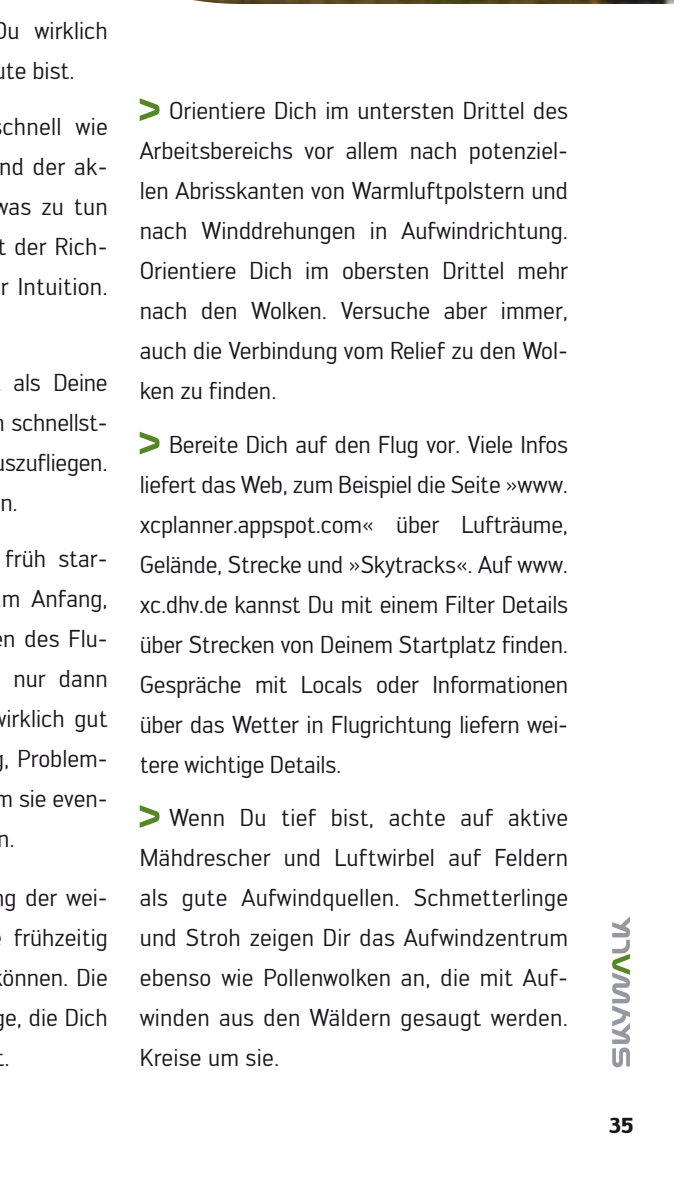 Du wirklich
ute bist.
schnell wie
nd der ak-
was zu tun
t der Rich-
r Intuition.
als Deine
n schnellst-
uszufliegen.
n.
früh star-
m Anfang,
en des Flu-
nur dann
wirklich gut
g, Problem-
m sie even-
n.
ng der wei-
e frühzeitig
können. Die
ge, die Dich
t.
> Orientiere Dich im untersten Drittel des
Arbeitsbereichs vor allem nach potenziel-
len Abrisskanten von Warmluftpolstern und
nach Winddrehungen in Aufwindrichtung.
Orientiere Dich im obersten Drittel mehr
nach den Wolken. Versuche aber immer,
auch die Verbindung vom Relief zu den Wol-
ken zu finden.
> Bereite Dich auf den Flug vor. Viele Infos
liefert das Web, zum Beispiel die Seite »www.
xcplanner.appspot.com« über Lufträume,
Gelände, Strecke und »Skytracks«. Auf www.
xc.dhv.de kannst Du mit einem Filter Details
über Strecken von Deinem Startplatz finden.
Gespräche mit Locals oder Informationen
über das Wetter in Flugrichtung liefern wei-
tere wichtige Details.
> Wenn Du tief bist, achte auf aktive
Mähdrescher und Luftwirbel auf Feldern
als gute Aufwindquellen. Schmetterlinge
und Stroh zeigen Dir das Aufwindzentrum
ebenso wie Pollenwolken an, die mit Auf-
winden aus den Wäldern gesaugt werden.
Kreise um sie.
35